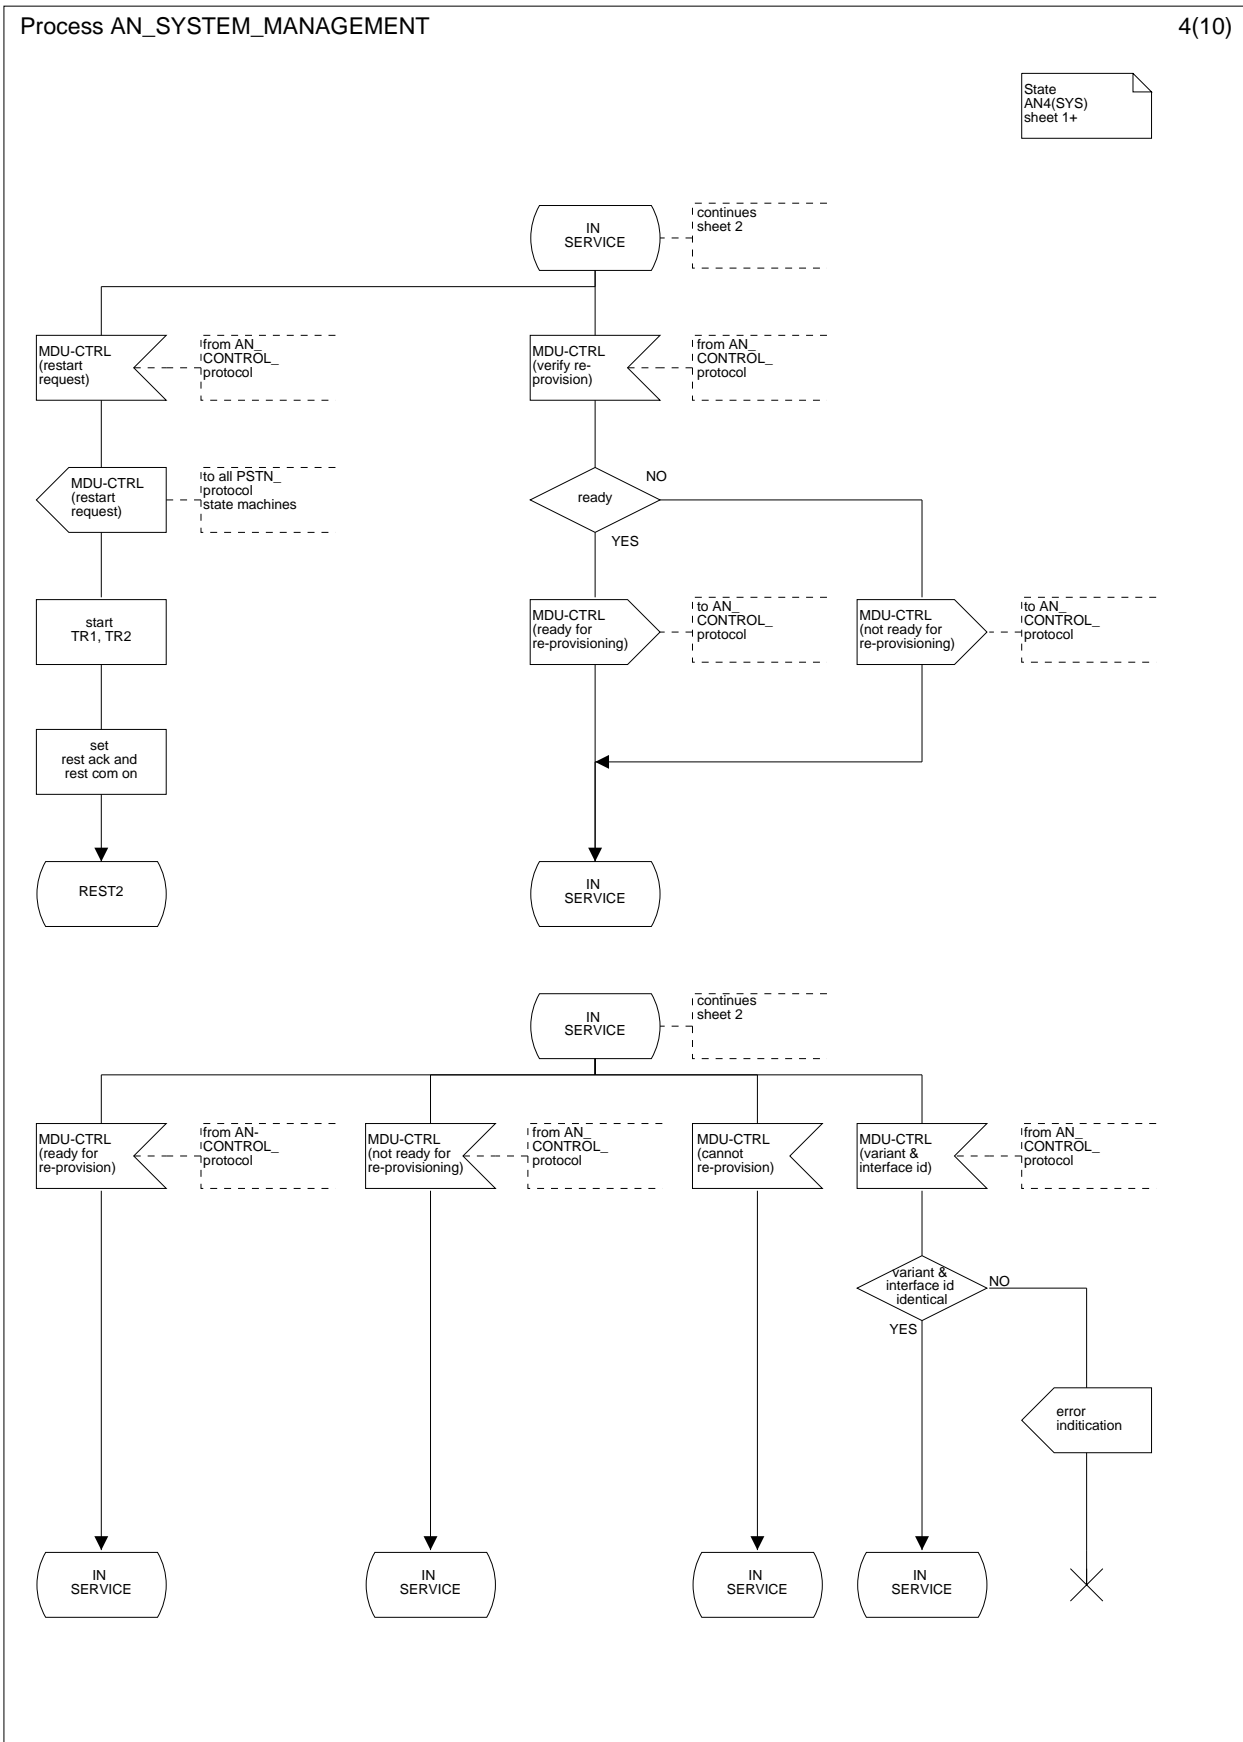 Process AN_SYSTEM_MANAGEMENT
4(10)
State
AN4(SYS)
sheet 1+
IN
SERVICE
continues
sheet 2
MDU-CTRL
(restart
request)
from AN_
CONTROL_
protocol
MDU-CTRL
(verify re-
provision)
from AN_
CONTROL_
protocol
MDU-CTRL
(restart
request)
to all PSTN_
protocol
state machines
ready
NO
YES
start
TR1, TR2
MDU-CTRL
(ready for
re-provisioning)
to AN_
CONTROL_
protocol
MDU-CTRL
(not ready for
re-provisioning)
to AN_
CONTROL_
protocol
set
rest ack and
rest com on
REST2
IN
SERVICE
IN
SERVICE
continues
sheet 2
MDU-CTRL
(ready for
re-provision)
from AN-
CONTROL_
protocol
MDU-CTRL
(not ready for
re-provisioning)
from AN_
CONTROL_
protocol
MDU-CTRL
(cannot
re-provision)
MDU-CTRL
(variant &
interface id)
from AN_
CONTROL_
protocol
variant &
interface id
identical
NO
YES
error
inditication
IN
SERVICE
IN
SERVICE
IN
SERVICE
IN
SERVICE